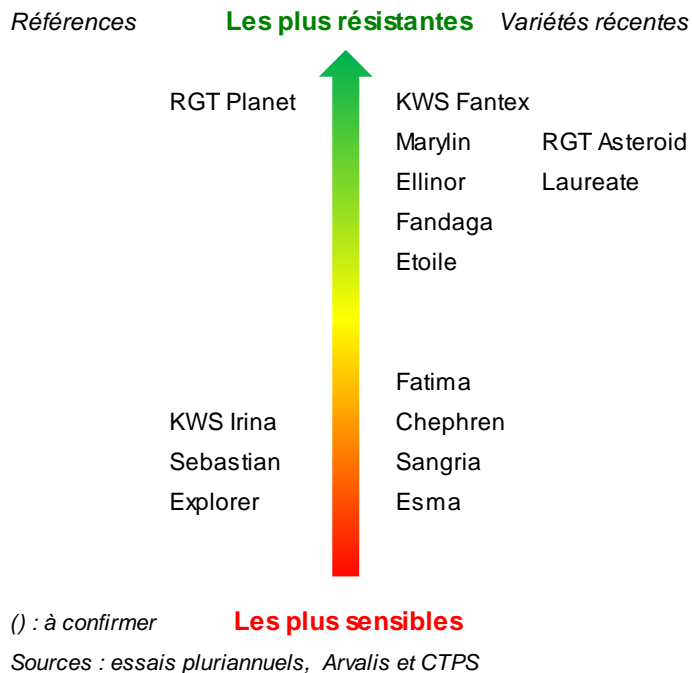 Références Les plus résistantes Variétés récentes
RGT Planet KWS Fantex
Marylin RGT Asteroid
Ellinor Laureate
Fandaga
Etoile
Fatima
KWS Irina Chephren
Sebastian Sangria
Explorer Esma
() : à confirmer Les plus sensibles
Sources : essais pluriannuels, Arvalis et CTPS